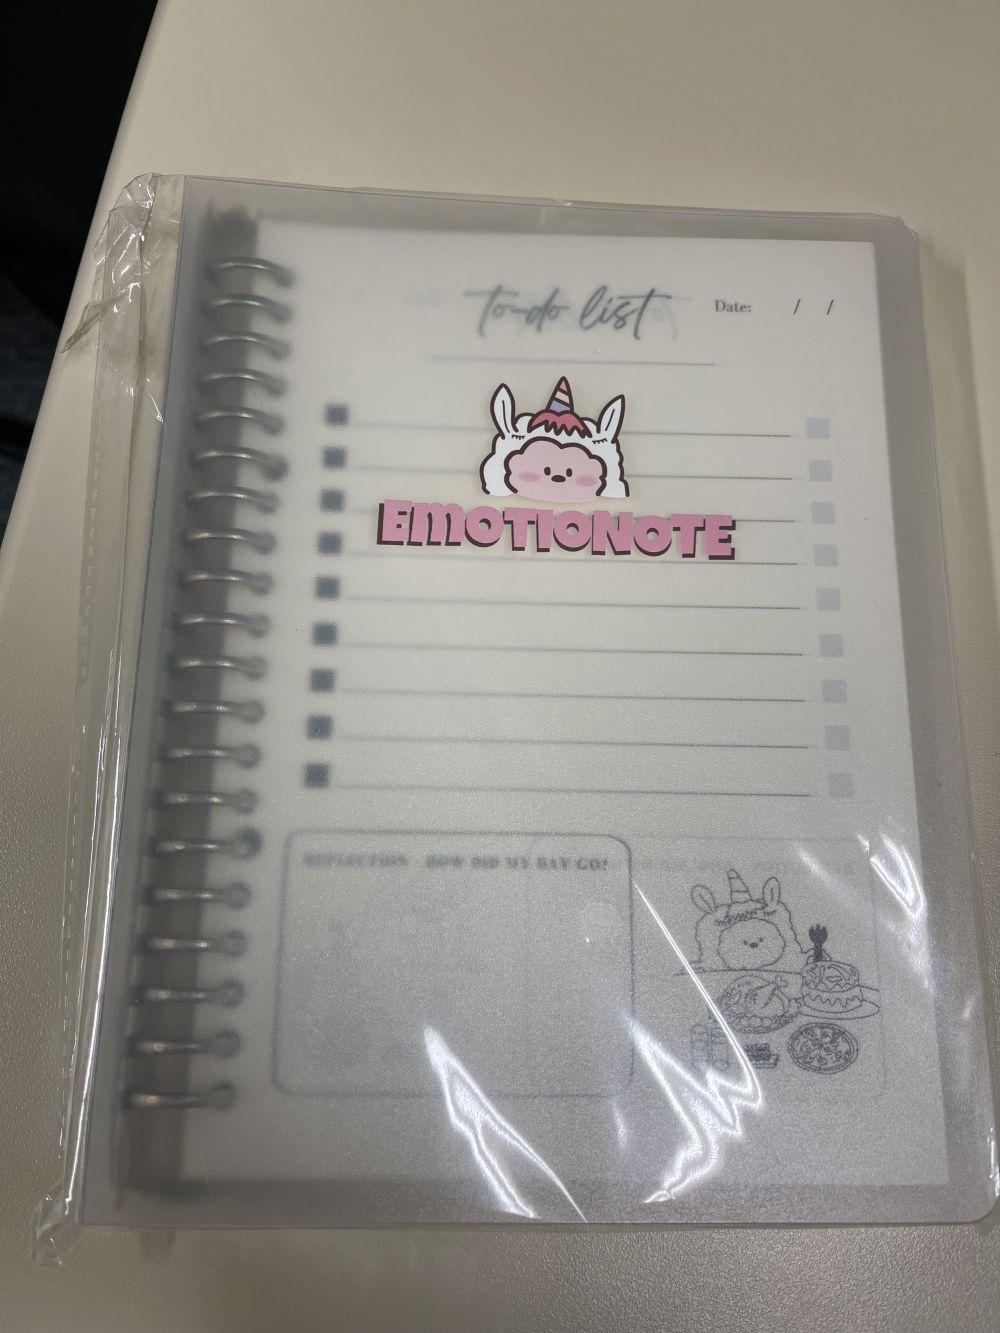 to-do list
Date: / /
EMOTIONOTE
REFLECTION HOW DID MY DAY GO?